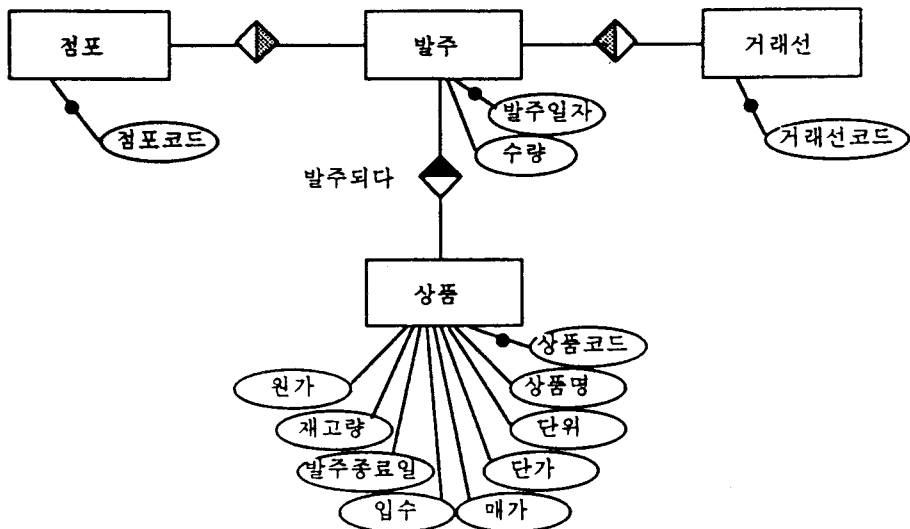 점포
발주
거래선
점포코드
발주일자
수량
거래선코드
발주되다
상품
상품코드
원가
상품명
재고량
단위
발주종료일
단가
입수
매가